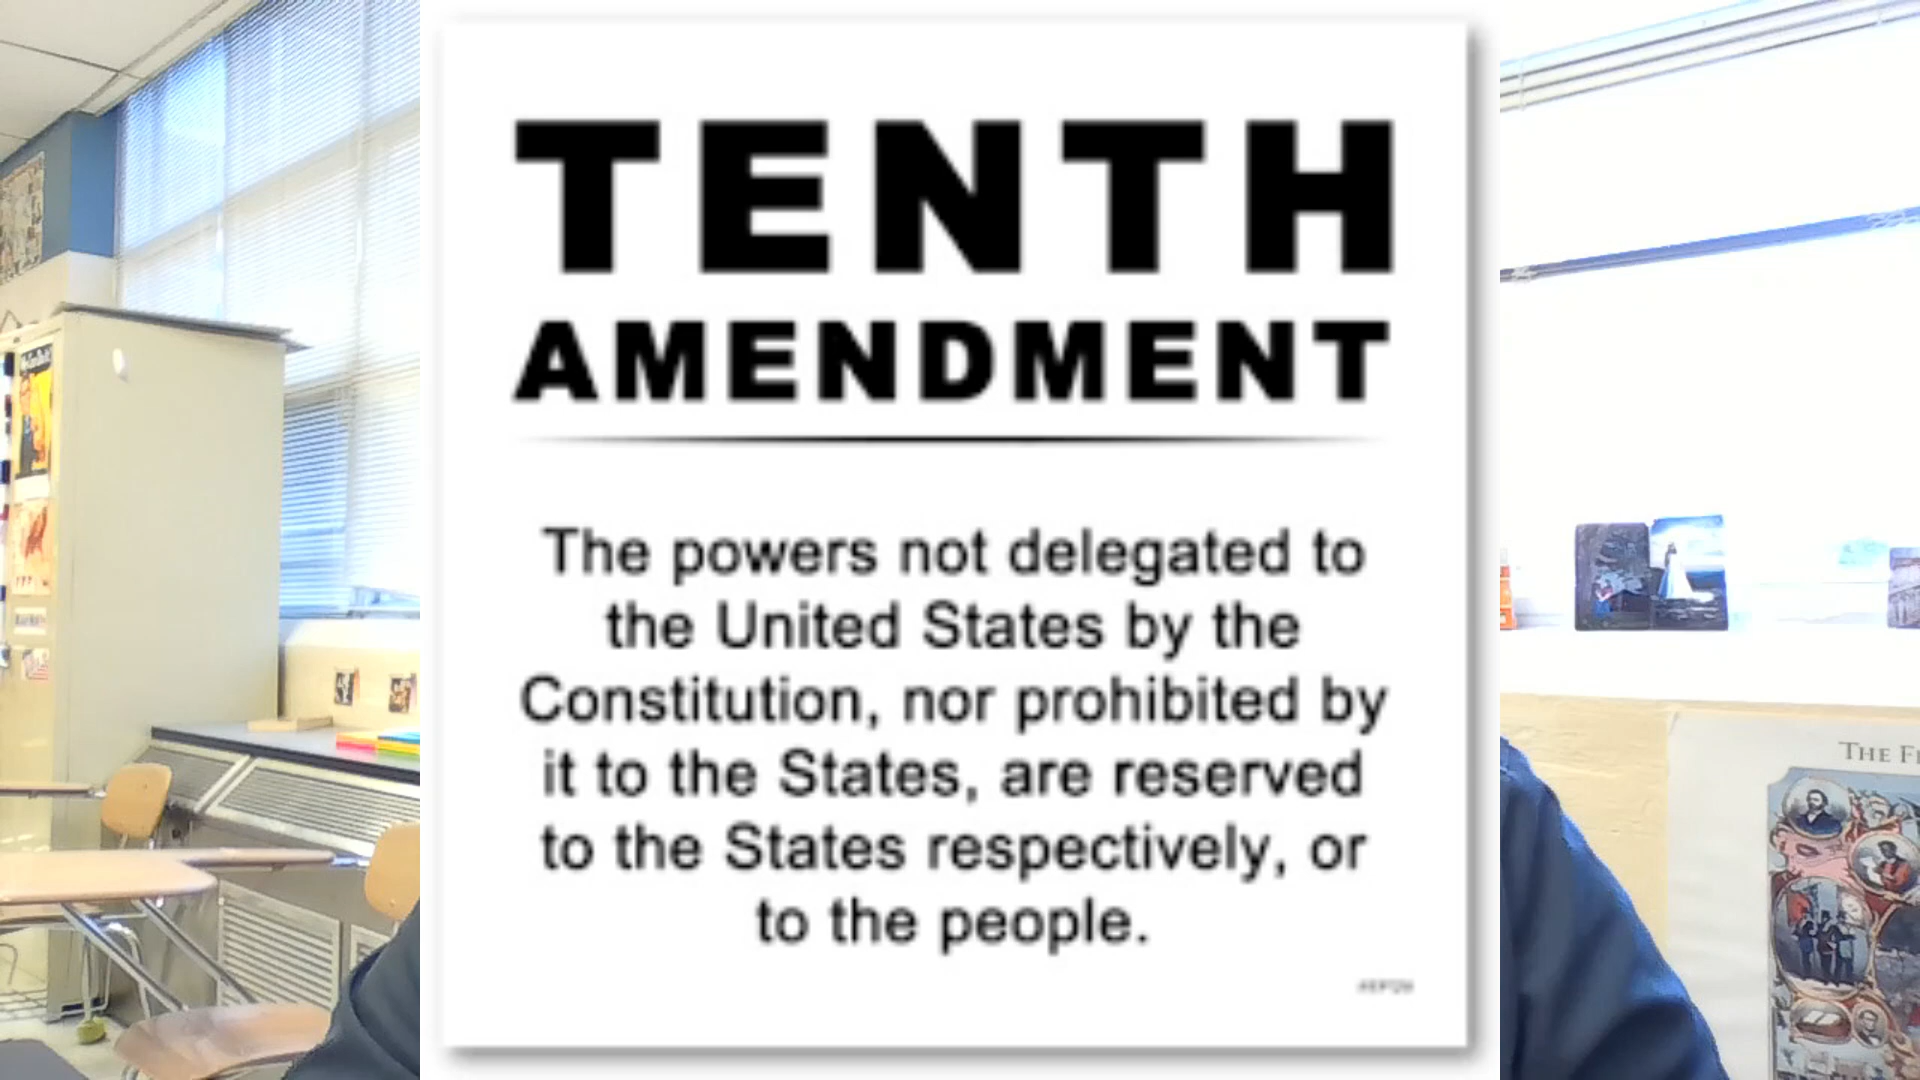 TENTH
AMENDMENT
The powers not delegated to
the United States by the
Constitution, nor prohibited by
it to the States, are reserved
to the States respectively, or
to the people.
THE